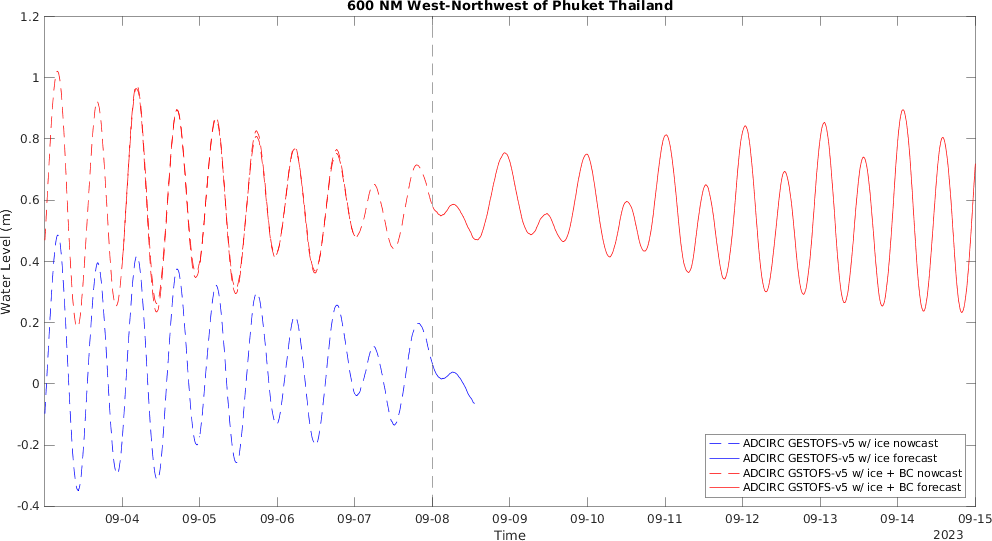 600 NM West-Northwest of Phuket Thailand
1.2
1
0.8
0.6
0.4
0.2
0
-0.2
-0.4
Water Level (m)
09-04 09-05 09-06 09-07 09-08 09-09 09-10 09-11 09-12 09-13 09-14 09-15
Time
2023
ADCIRC GESTOFS-v5 w/ ice nowcast
ADCIRC GESTOFS-v5 w/ ice forecast
ADCIRC GSTOFS-v5 w/ ice + BC nowcast
ADCIRC GSTOFS-v5 w/ ice + BC forecast